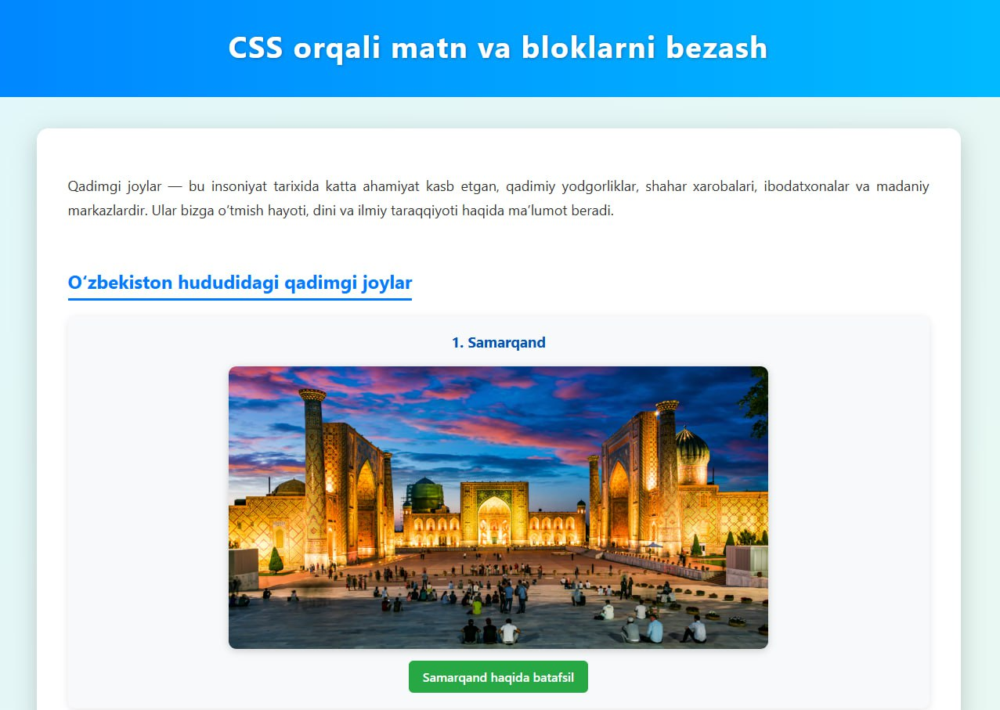 CSS orqali matn va bloklarni bezash
Qadimgi joylar — bu insoniyat tarixida katta ahamiyat kasb etgan, qadimiy yodgorliklar, shahar xarobalari, ibodatxonalar va madaniy
markazlardir. Ular bizga o‘tmish hayoti, dini va ilmiy taraqqiyoti haqida ma’lumot beradi.
O‘zbekiston hududidagi qadimgi joylar
1. Samarqand
Samarqand haqida batafsil